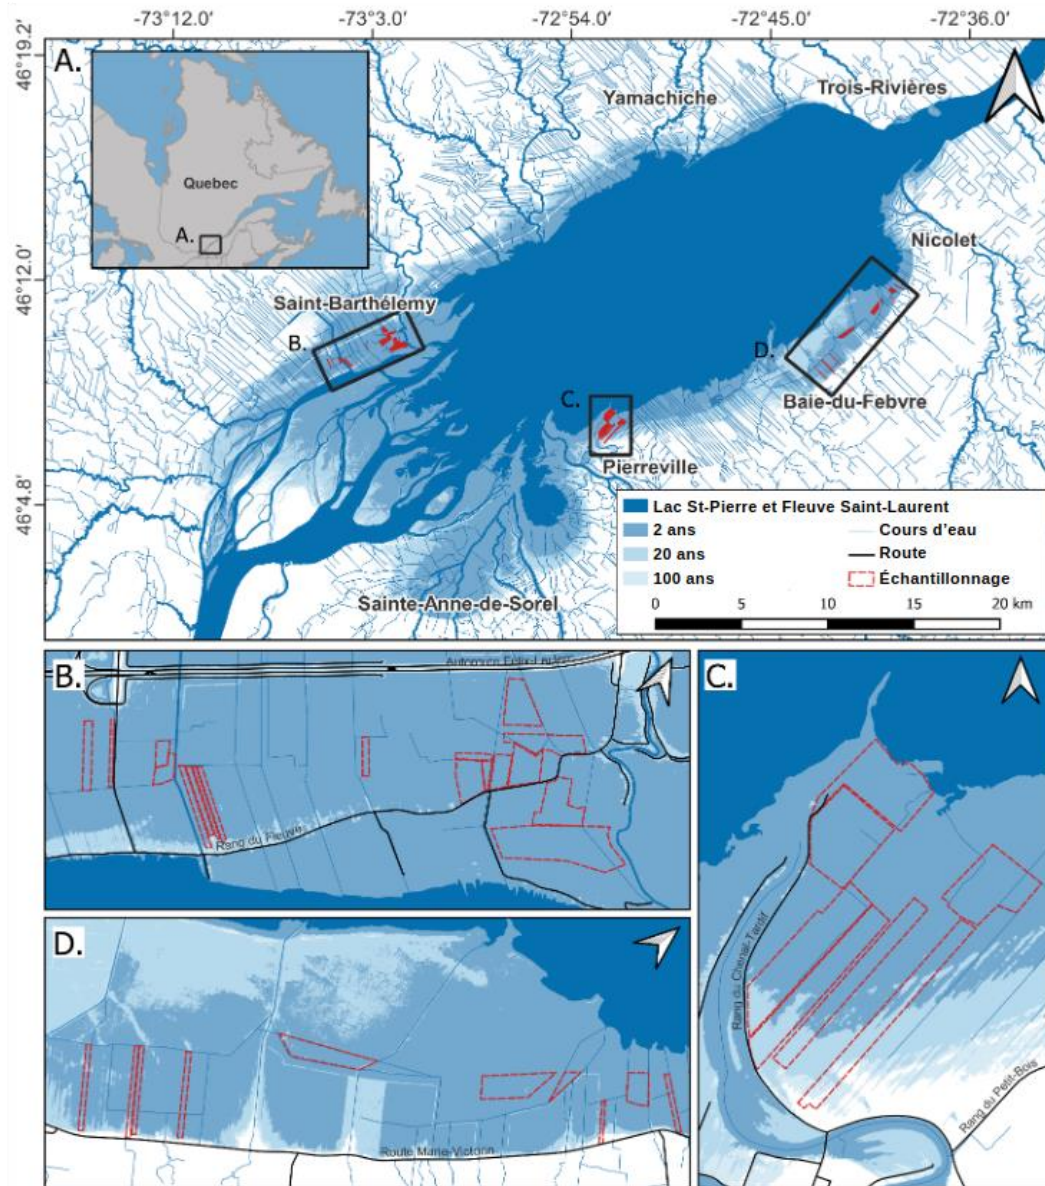 -73°12.0' -73°3.0' -72°54.0' -72°45.0' -72°36.0'
46°19.2'
46°12.0'
46°4.8'
A.
Quebec
A.
Yamachiche
Trois-Rivières
Nicolet
Saint-Barthélemy
B.
D.
C.
Baie-du-Febvre
Pierreville
Sainte-Anne-de-Sorel
Lac St-Pierre et Fleuve Saint-Laurent
2 ans
20 ans
100 ans
Cours d'eau
Route
Échantillonnage
0 5 10 15 20 km
B.
Rang du Fleuve
C.
Rang du Chenal-Tardif
Rang du Petit-Bois
D.
Route Marie-Victorin